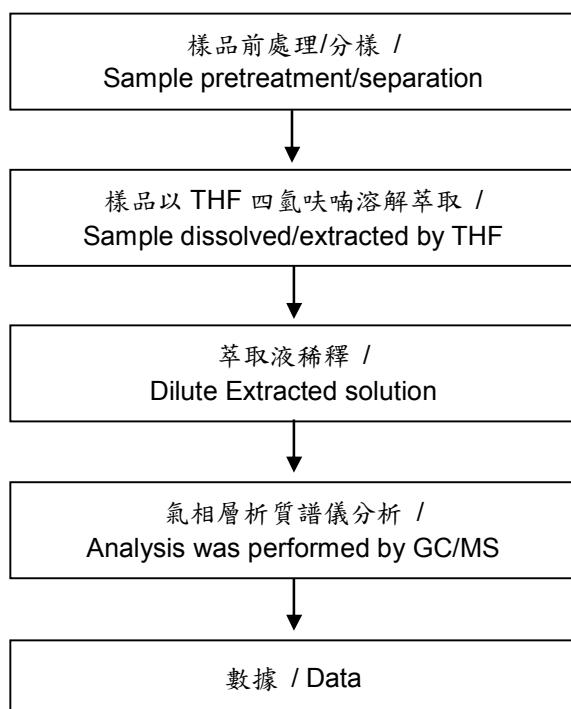 樣品前處理/分樣 /
Sample pretreatment/separation
樣品以 THF 四氫呋喃溶解萃取 /
Sample dissolved/extracted by THF
萃取液稀釋 /
Dilute Extracted solution
氣相層析質譜儀分析 /
Analysis was performed by GC/MS
數據 / Data